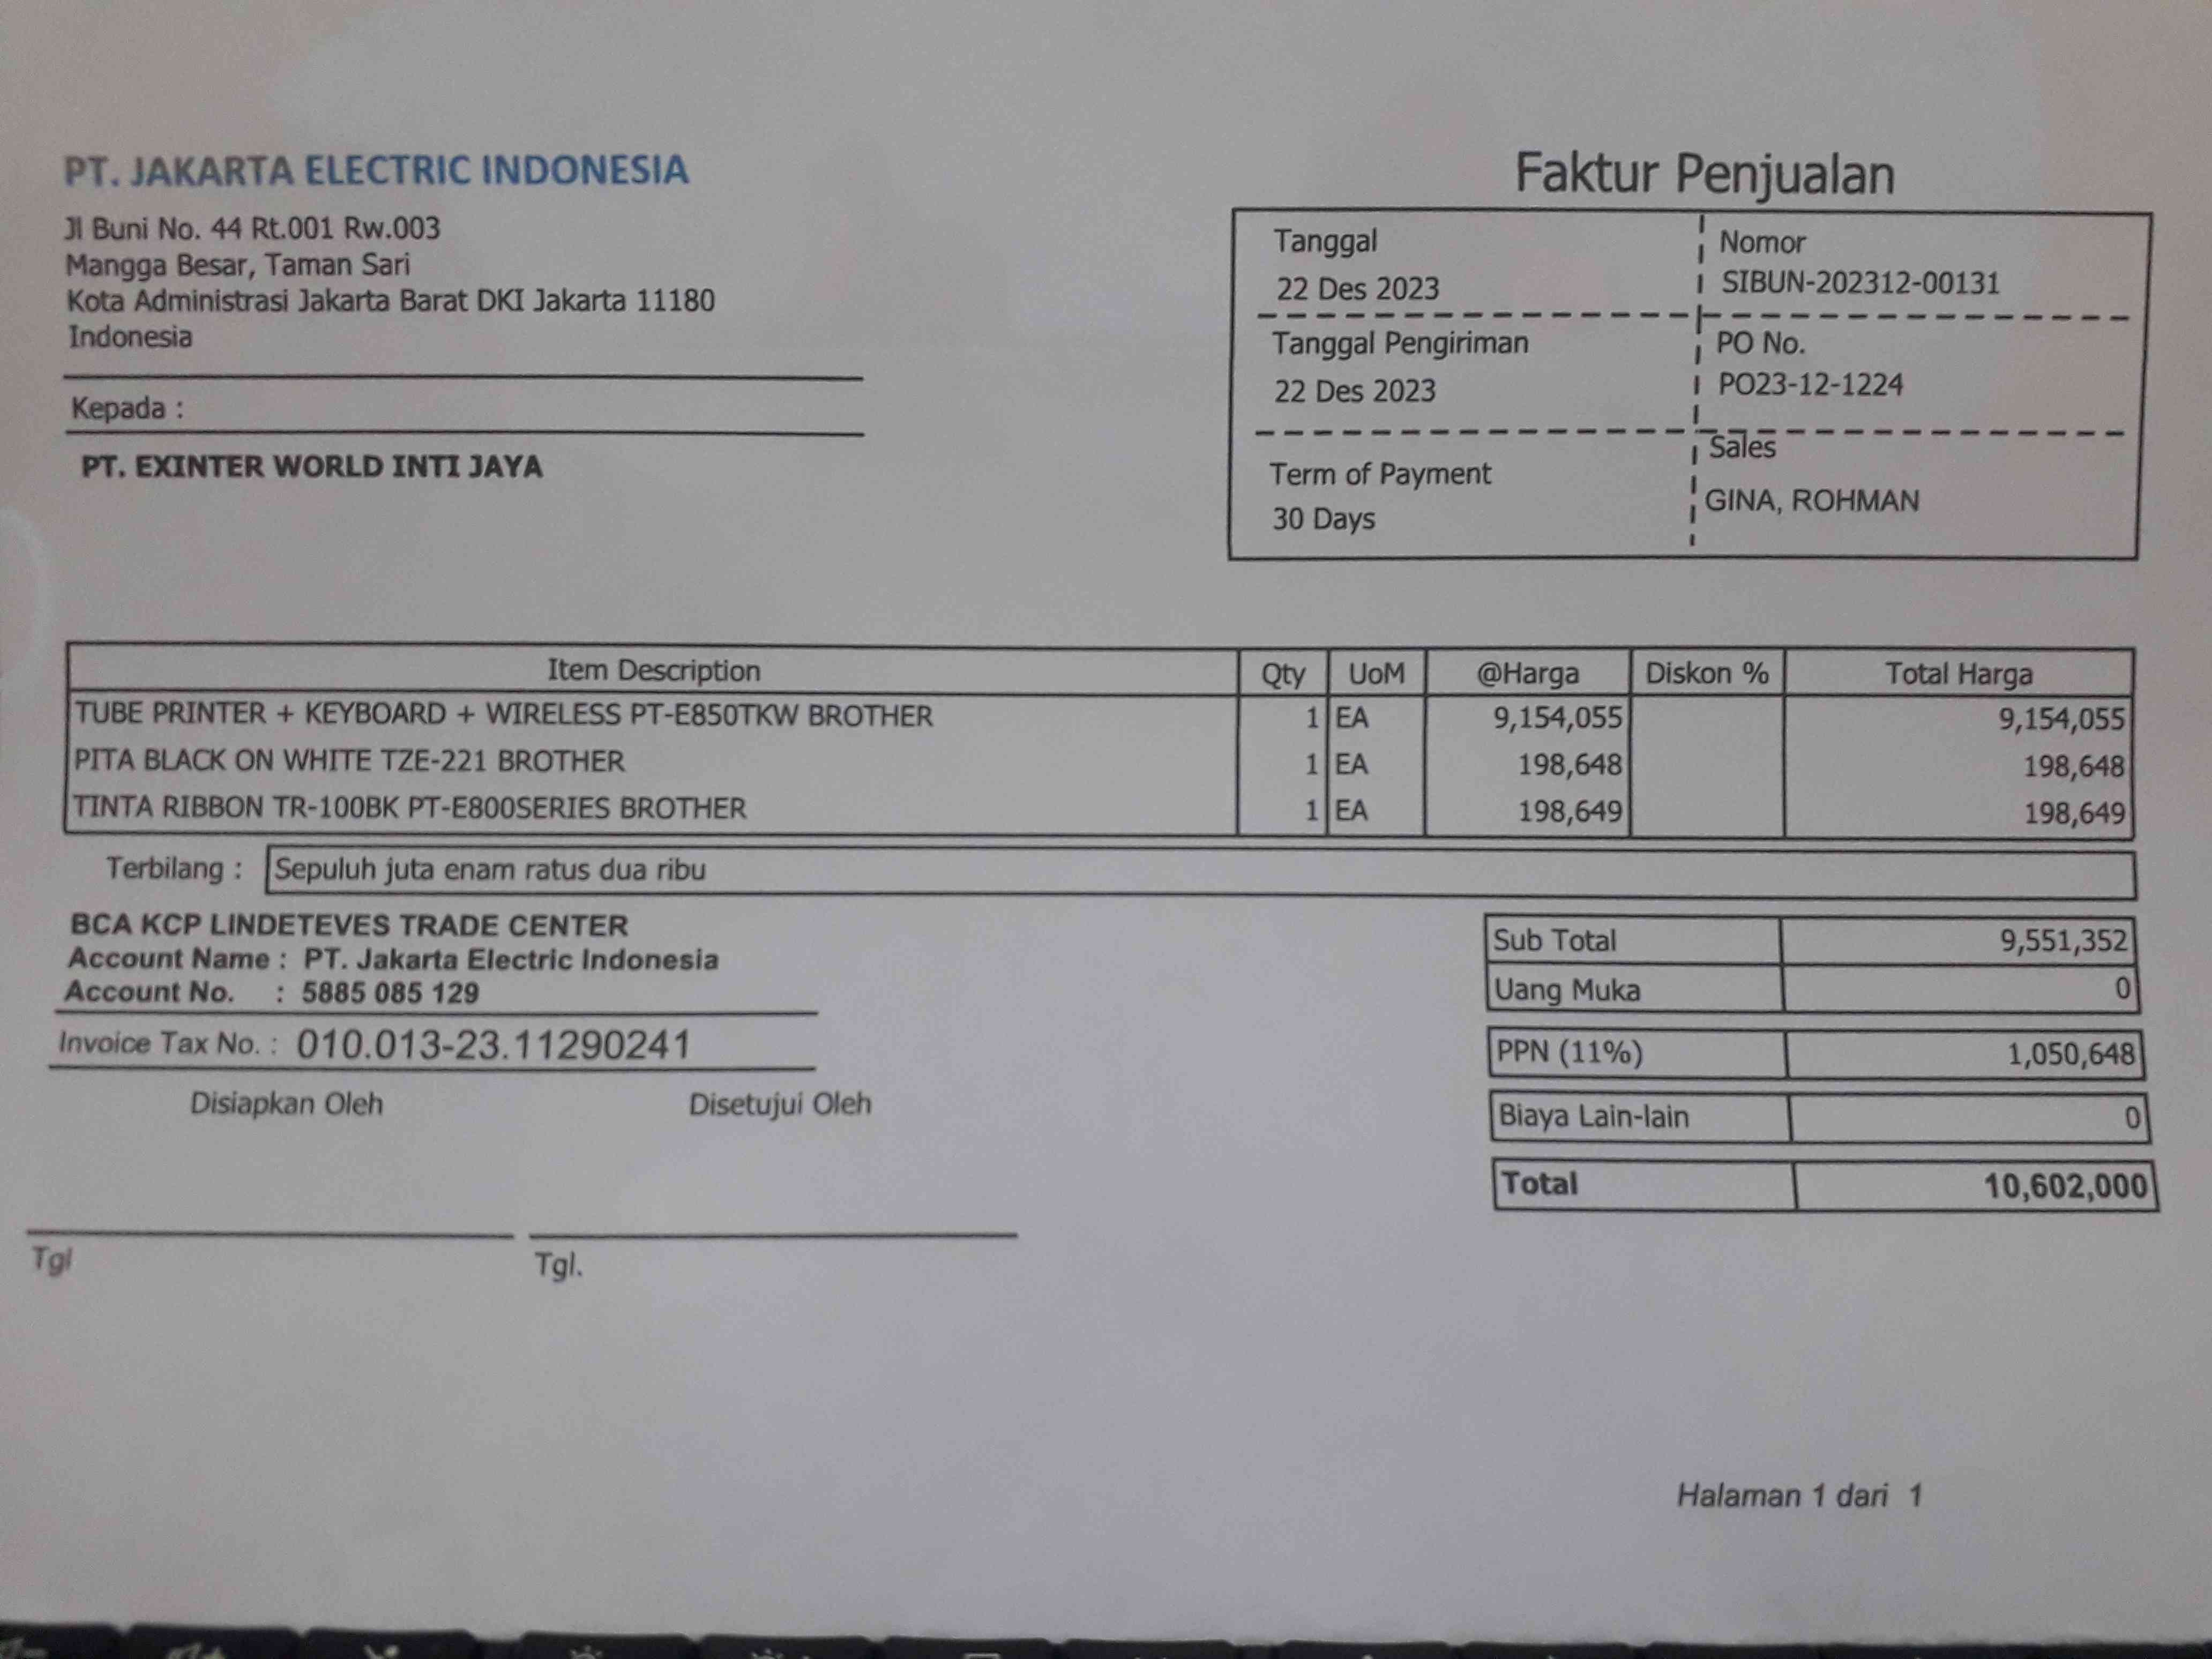 PT. JAKARTA ELECTRIC INDONESIA
Jl Buni No. 44 Rt.001 Rw.003
Mangga Besar, Taman Sari
Kota Administrasi Jakarta Barat DKI Jakarta 11180
Indonesia
Kepada :
PT. EXINTER WORLD INTI JAYA
Faktur Penjualan
Tanggal Nomor
22 Des 2023 SIBUN-202312-00131
Tanggal Pengiriman PO No.
22 Des 2023 PO23-12-1224
Term of Payment Sales
30 Days GINA, ROHMAN
Item Description Qty UoM @Harga Diskon % Total Harga
TUBE PRINTER + KEYBOARD + WIRELESS PT-E850TKW BROTHER 1 EA 9,154,055 9,154,055
PITA BLACK ON WHITE TZE-221 BROTHER 1 EA 198,648 198,648
TINTA RIBBON TR-100BK PT-E800SERIES BROTHER 1 EA 198,649 198,649
Terbilang : Sepuluh juta enam ratus dua ribu
BCA KCP LINDETEVES TRADE CENTER
Account Name : PT. Jakarta Electric Indonesia
Account No. : 5885 085 129
Invoice Tax No. : 010.013-23.11290241
Disiapkan Oleh Disetujui Oleh
Tgl Tgl.
Sub Total 9,551,352
Uang Muka 0
PPN (11%) 1,050,648
Biaya Lain-lain 0
Total 10,602,000
Halaman 1 dari 1